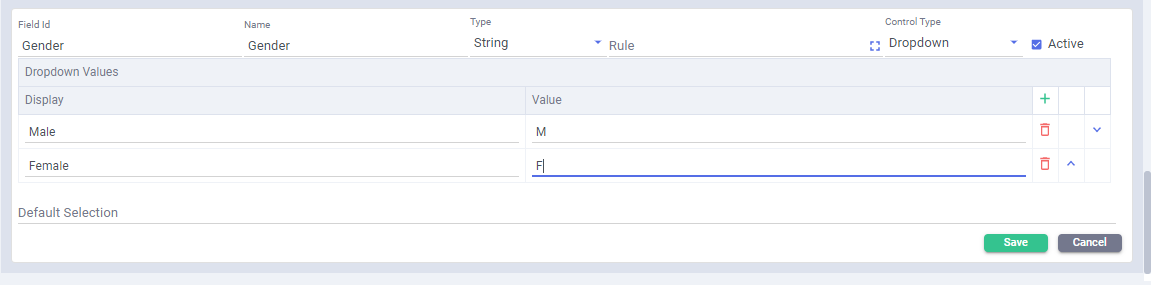 Field Id Name Type Control Type
Gender Gender String Rule Dropdown Active
Dropdown Values
Display Value
Male M
Female F
Default Selection
Save Cancel